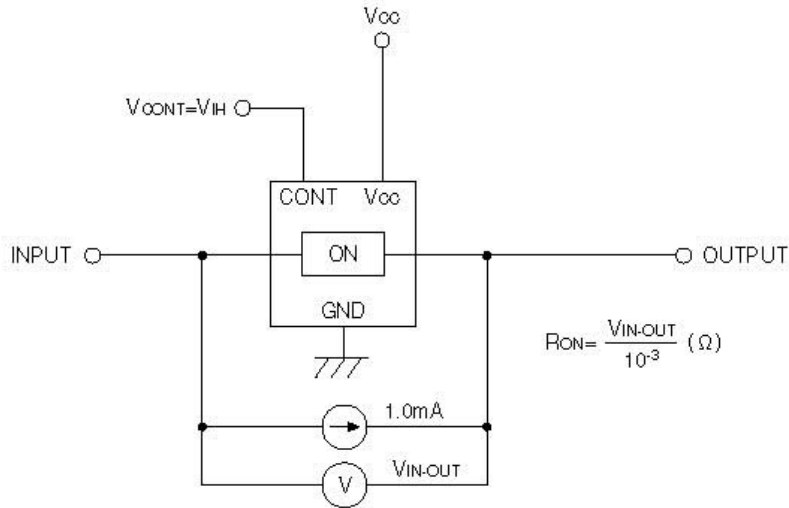 VCC
VCONT=VIH
CONT VCC
INPUT ON OUTPUT
GND
RON= VIN-OUT / 10-3 (Ω)
1.0mA
V VIN-OUT